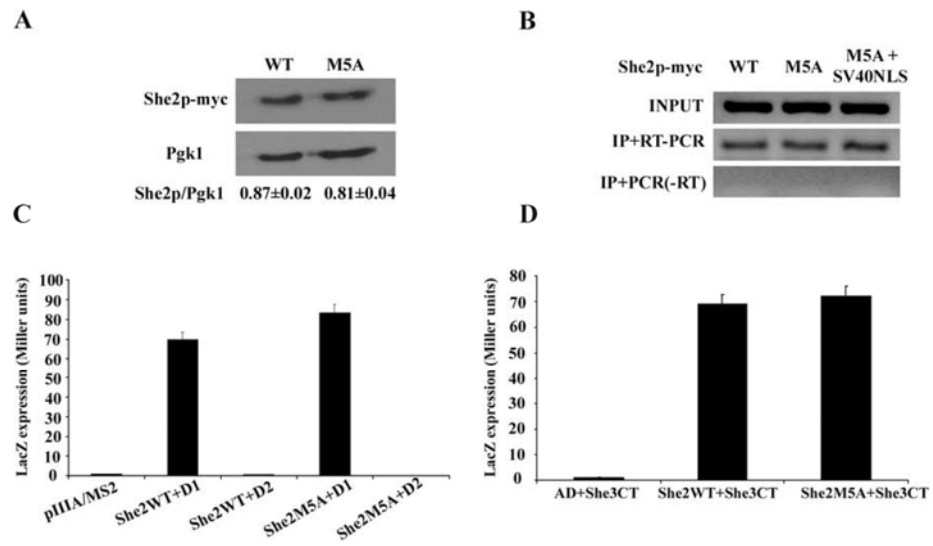 A
WT M5A
She2p-myc
Pgk1
She2p/Pgk1 0.87±0.02 0.81±0.04
B
She2p-myc WT M5A M5A +
SV40NLS
INPUT
IP+RT-PCR
IP+PCR(-RT)
C
LacZ expression (Miller units)
100
90
80
70
60
50
40
30
20
10
0
pIIIA/MS2
She2WT+D1
She2WT+D2
She2M5A+D1
She2M5A+D2
D
LacZ expression (Miller units)
80
70
60
50
40
30
20
10
0
AD+She3CT She2WT+She3CT She2M5A+She3CT